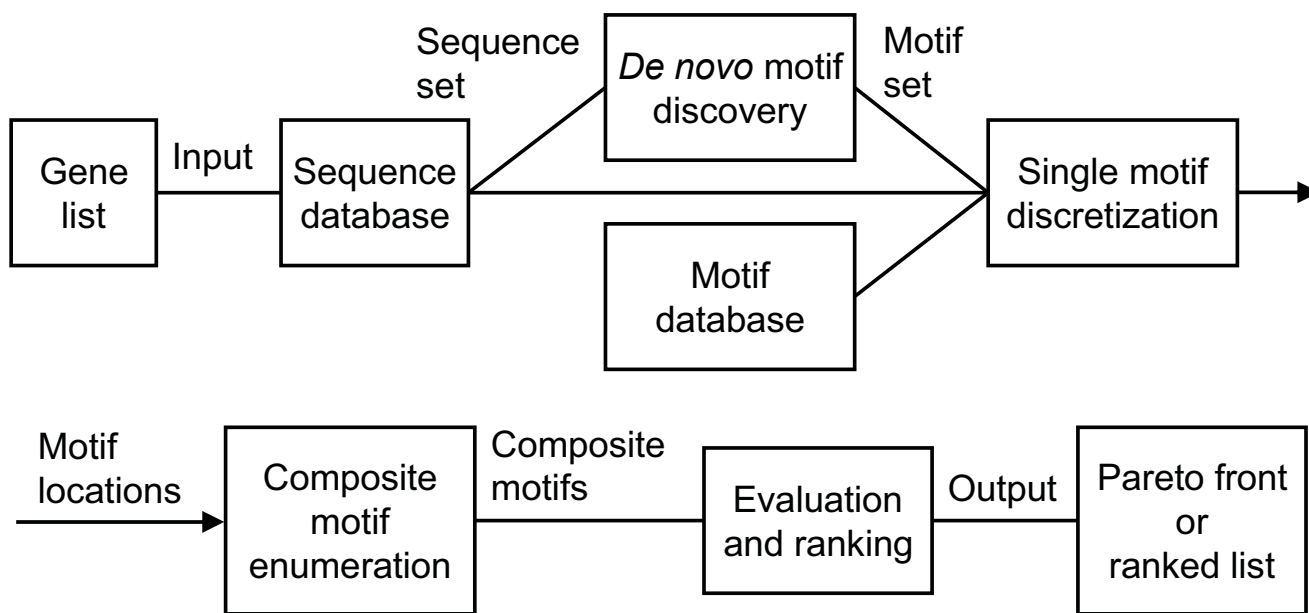 Sequence
set
De novo motif
discovery
Motif
set
Gene
list
Input
Sequence
database
Single motif
discretization
Motif
database
Motif
locations
Composite
motif
enumeration
Composite
motifs
Evaluation
and ranking
Output
Pareto front
or
ranked list